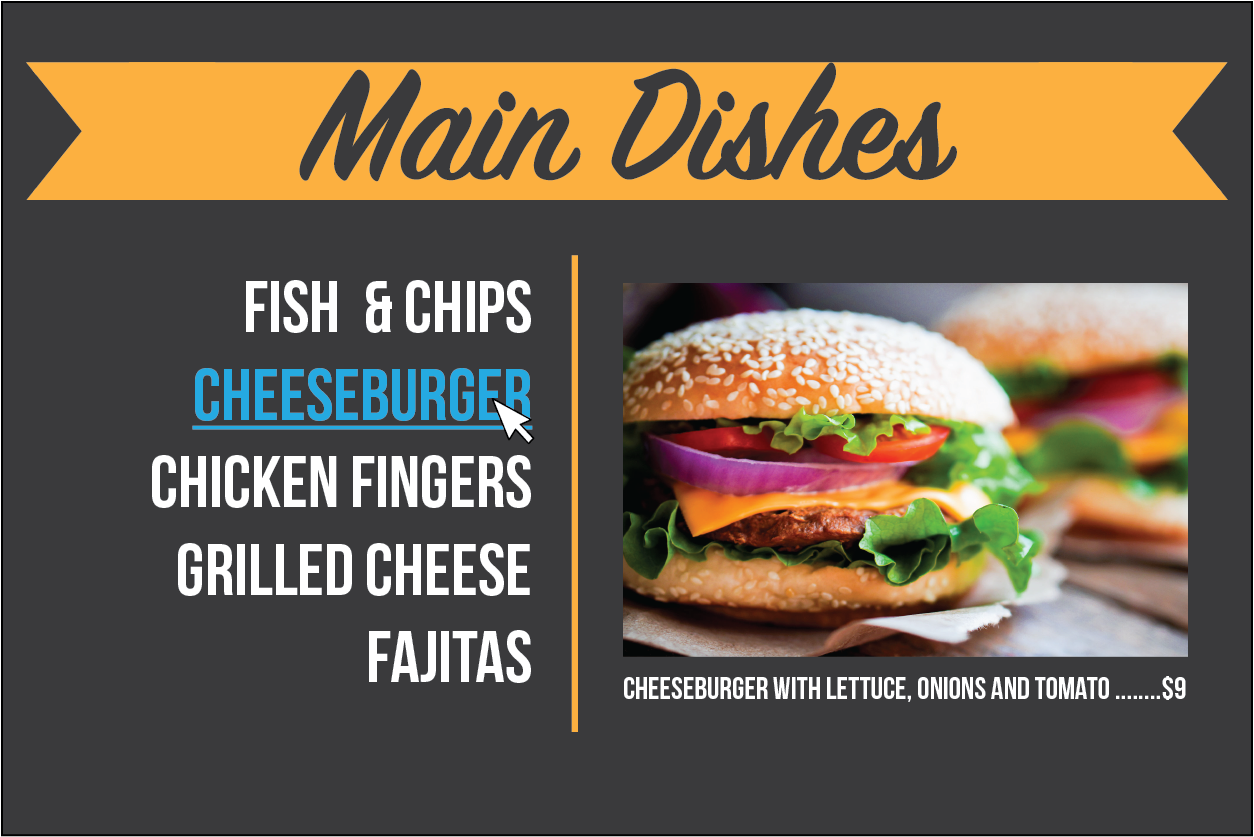 Main Dishes
FISH & CHIPS
CHEESEBURGER
CHICKEN FINGERS
GRILLED CHEESE
FAJITAS
CHEESEBURGER WITH LETTUCE, ONIONS AND TOMATO ........$9